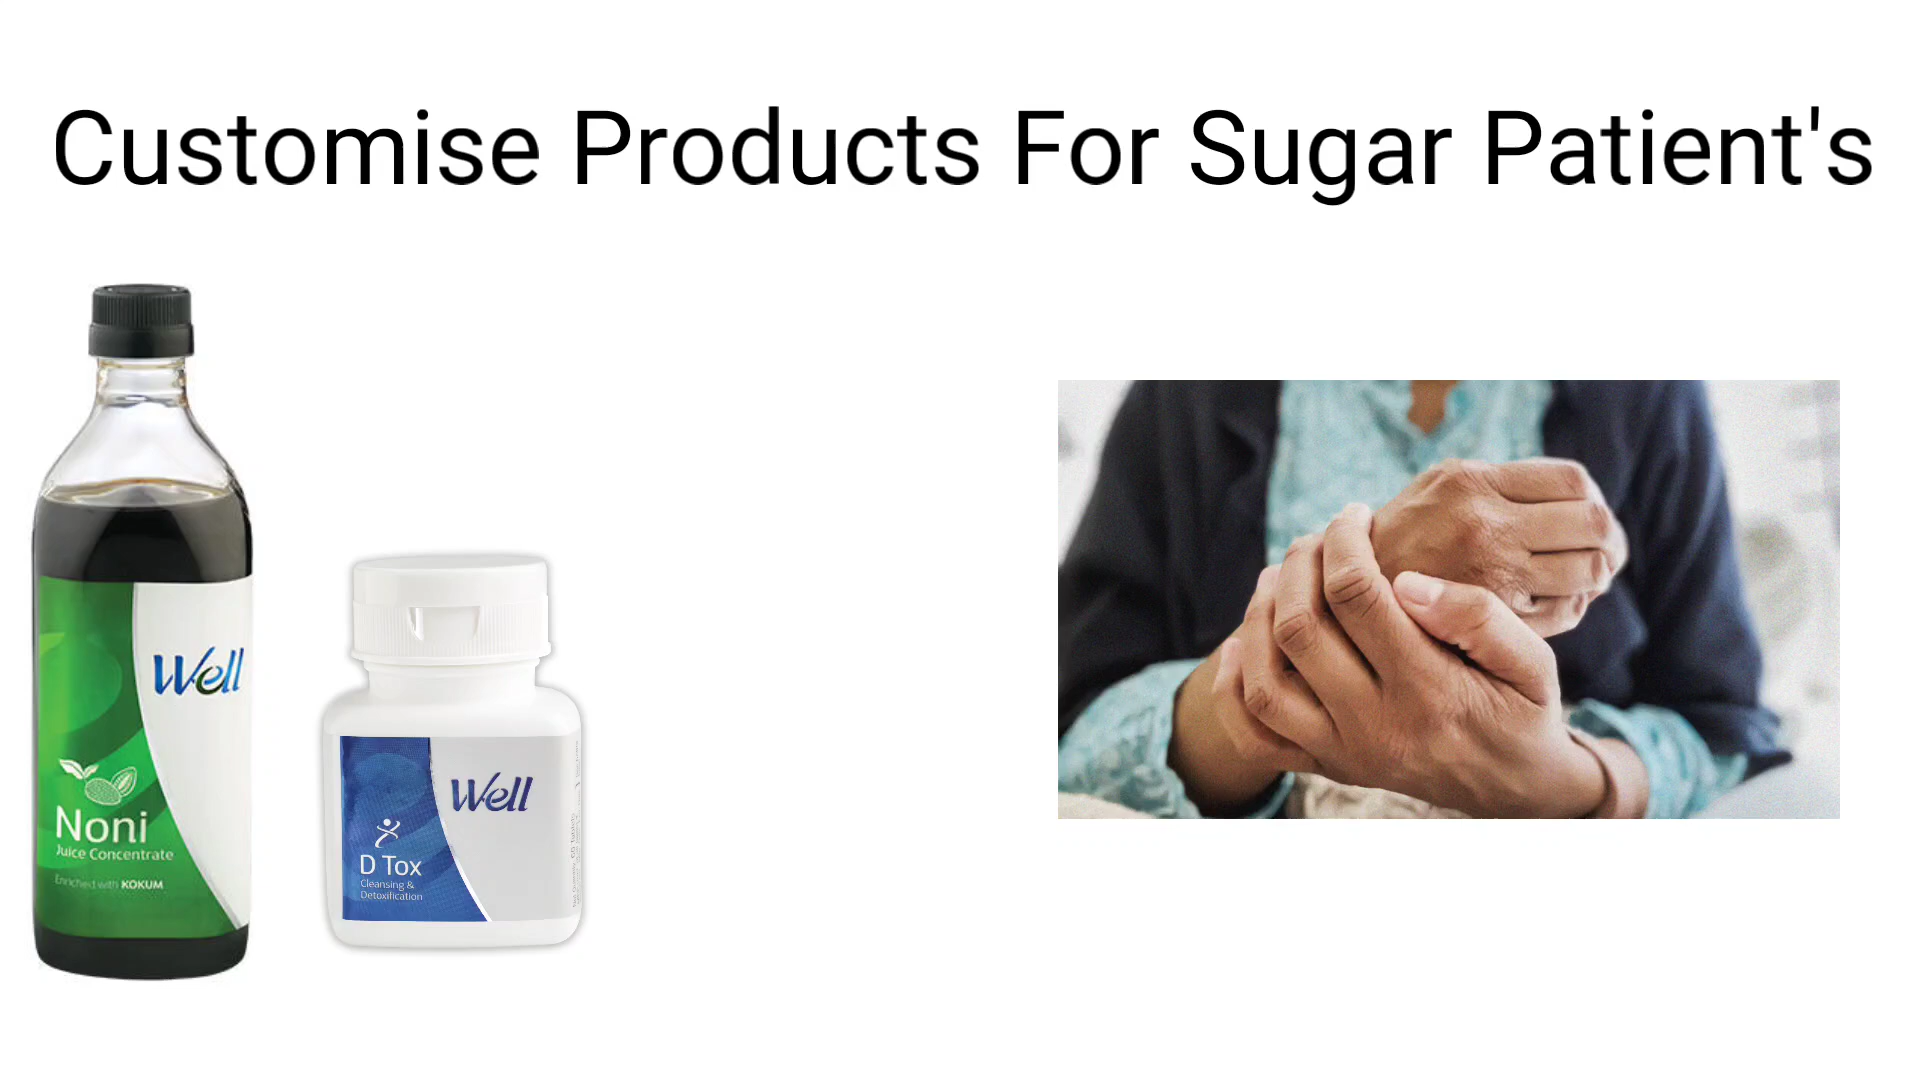 Customise Products For Sugar Patient's
Well
Noni
Juice Concentrate
Enriched with KOKUM
Well
D Tox
Cleansing &
Detoxification